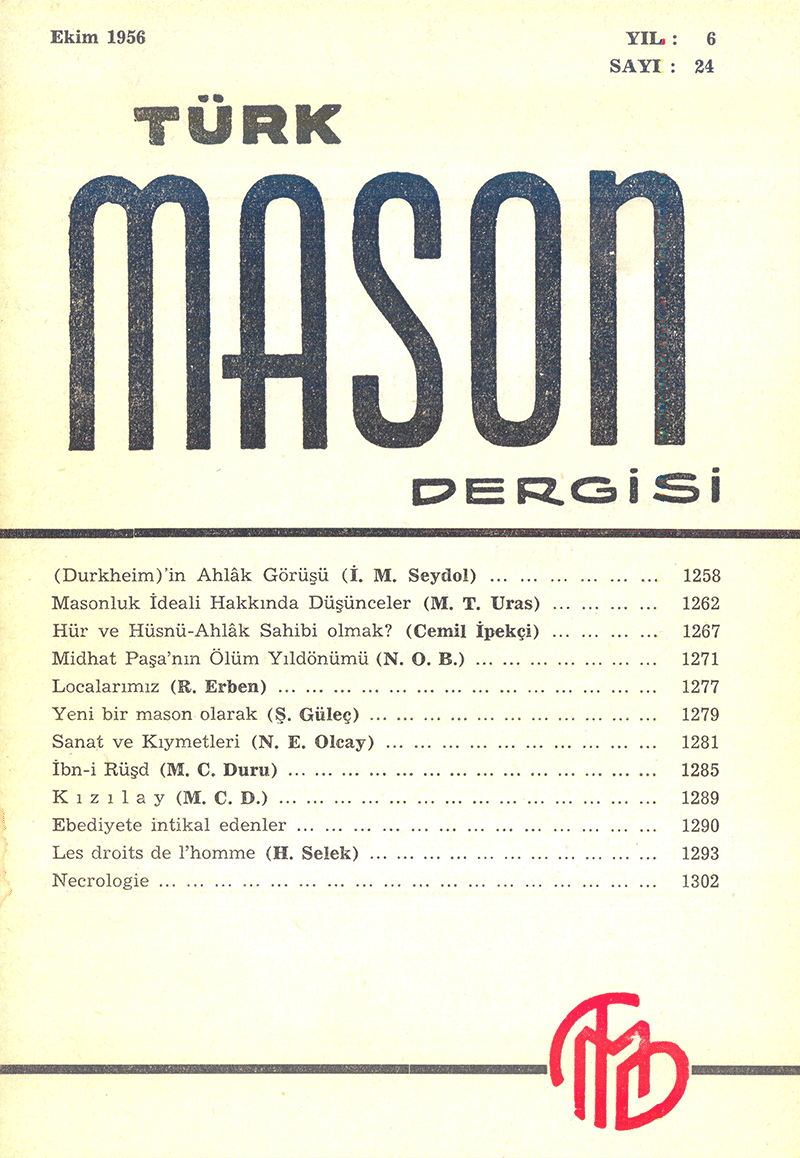 Ekim 1956
YIL : 6
SAYI : 24
TÜRK
MASON
DERGİSİ
(Durkheim)'in Ahlâk Görüşü (İ. M. Seydol) ... ... ... ... ... ... 1258
Masonluk İdeali Hakkında Düşünceler (M. T. Uras) ... ... ... ... 1262
Hür ve Hüsnü-Ahlâk Sahibi olmak? (Cemil İpekçi) ... ... ... ... 1267
Midhat Paşa'nın Ölüm Yıldönümü (N. O. B.) ... ... ... ... ... ... ... 1271
Localarımız (R. Erben) ... ... ... ... ... ... ... ... ... ... ... ... ... ... 1277
Yeni bir mason olarak (Ş. Güleç) ... ... ... ... ... ... ... ... ... ... ... 1279
Sanat ve Kıymetleri (N. E. Olcay) ... ... ... ... ... ... ... ... ... ... 1281
İbn-i Rüşd (M. C. Duru) ... ... ... ... ... ... ... ... ... ... ... ... ... ... 1285
K ı z ı l a y (M. C. D.) ... ... ... ... ... ... ... ... ... ... ... ... ... ... 1289
Ebediyete intikal edenler ... ... ... ... ... ... ... ... ... ... ... ... ... 1290
Les droits de l'homme (H. Selek) ... ... ... ... ... ... ... ... ... ... ... 1293
Necrologie ... ... ... ... ... ... ... ... ... ... ... ... ... ... ... ... ... ... 1302
TMD